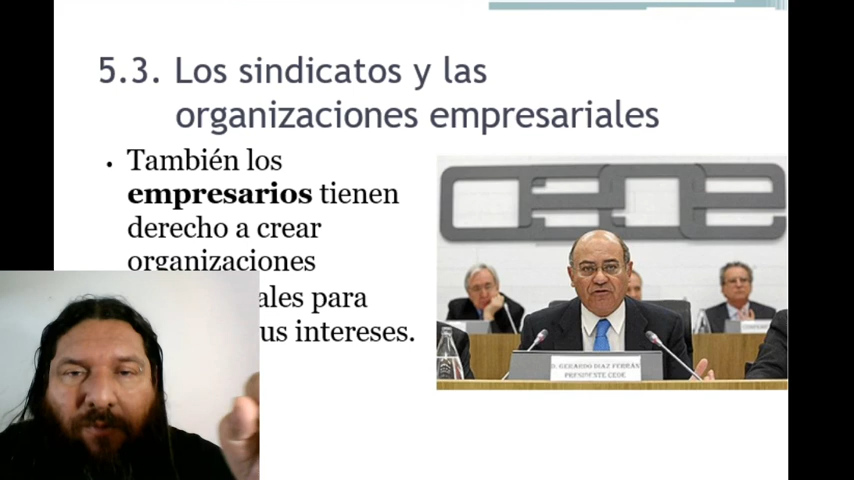 5.3. Los sindicatos y las
organizaciones empresariales
• También los
empresarios tienen
derecho a crear
organizaciones
ales para
us intereses.
CEOE
D. GERARDO DIAZ FERRÁN
PRESIDENTE CEOE